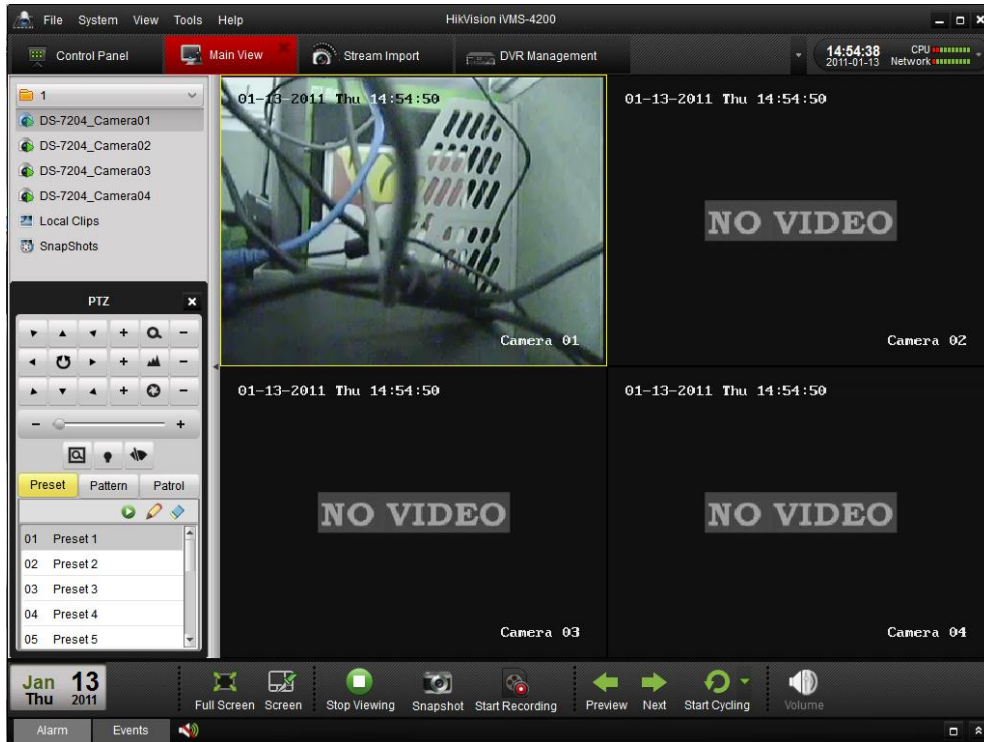 File System View Tools Help HikVision iVMS-4200
Control Panel Main View Stream Import DVR Management
14:54:38 CPU
2011-01-13 Network
1
DS-7204_Camera01
DS-7204_Camera02
DS-7204_Camera03
DS-7204_Camera04
Local Clips
SnapShots
PTZ
Preset Pattern Patrol
01 Preset 1
02 Preset 2
03 Preset 3
04 Preset 4
05 Preset 5
01-13-2011 Thu 14:54:50
Camera 01
01-13-2011 Thu 14:54:50
NO VIDEO
Camera 02
01-13-2011 Thu 14:54:50
NO VIDEO
Camera 03
01-13-2011 Thu 14:54:50
NO VIDEO
Camera 04
Jan 13
Thu 2011
Full Screen Screen Stop Viewing Snapshot Start Recording Preview Next Start Cycling Volume
Alarm Events